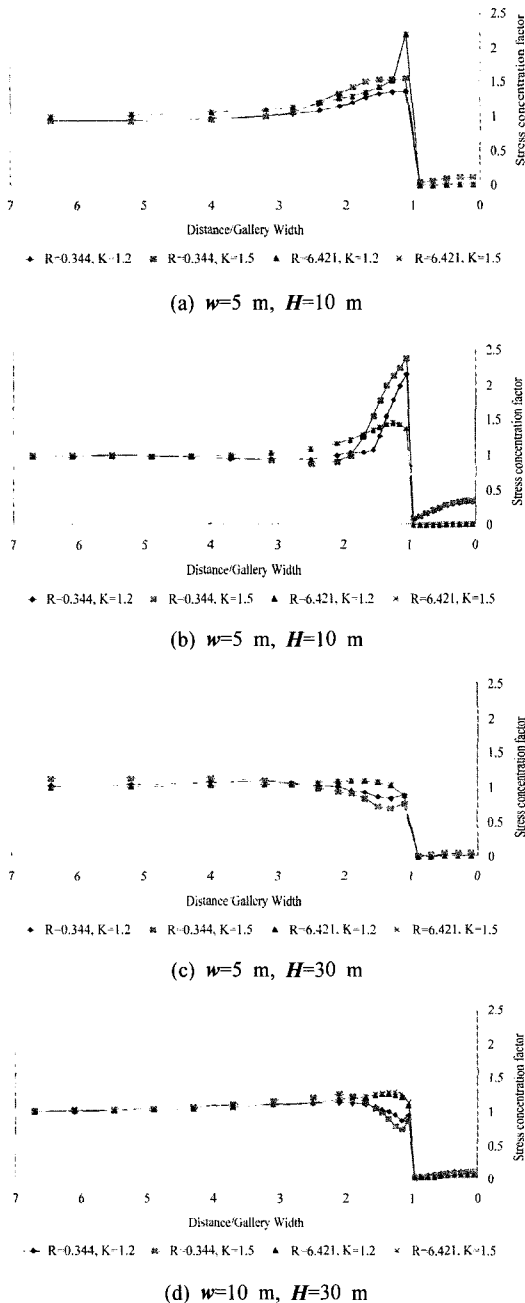 2.5
2
1.5
1
0.5
0
Stress concentration factor
7 6 5 4 3 2 1 0
Distance/Gallery Width
R=0.344, K=1.2 R=0.344, K=1.5 R=6.421, K=1.2 R=6.421, K=1.5
(a) w=5 m, H=10 m
2.5
2
1.5
1
0.5
0
Stress concentration factor
7 6 5 4 3 2 1 0
R=0.344, K=1.2 R=0.344, K=1.5 R=6.421, K=1.2 R=6.421, K=1.5
(b) w=5 m, H=10 m
2.5
2
1.5
1
0.5
0
Stress concentration factor
7 6 5 4 3 2 1 0
Distance Gallery Width
R=0.344, K=1.2 R=0.344, K=1.5 R=6.421, K=1.2 R=6.421, K=1.5
(c) w=5 m, H=30 m
2.5
2
1.5
1
0.5
0
Stress concentration factor
7 6 5 4 3 2 1 0
Distance/Gallery Width
R=0.344, K=1.2 R=0.344, K=1.5 R=6.421, K=1.2 R=6.421, K=1.5
(d) w=10 m, H=30 m